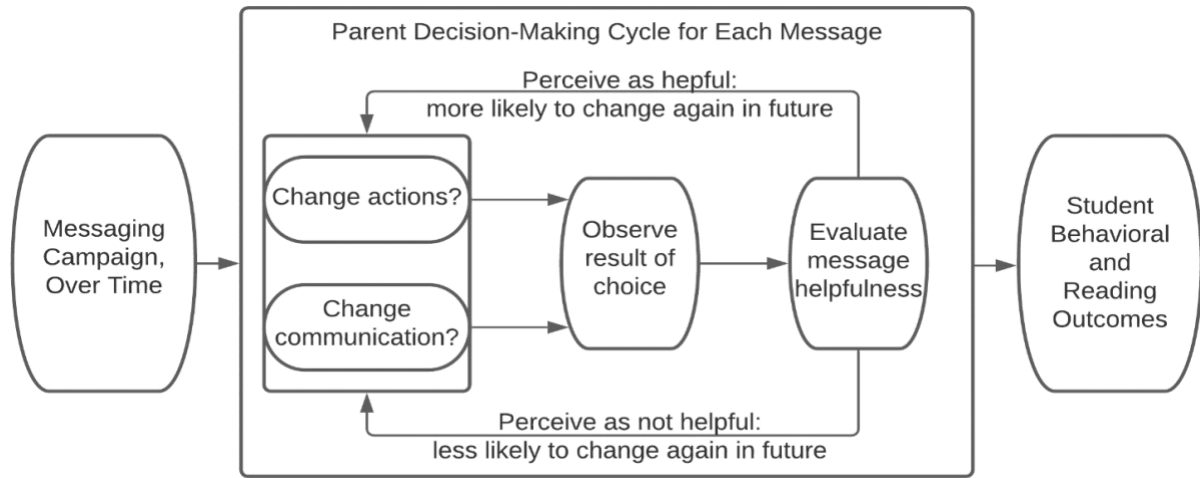 Parent Decision-Making Cycle for Each Message
Perceive as hepful:
more likely to change again in future
Messaging
Campaign,
Over Time
Change actions?
Change
communication?
Observe
result of
choice
Evaluate
message
helpfulness
Perceive as not helpful:
less likely to change again in future
Student
Behavioral
and
Reading
Outcomes